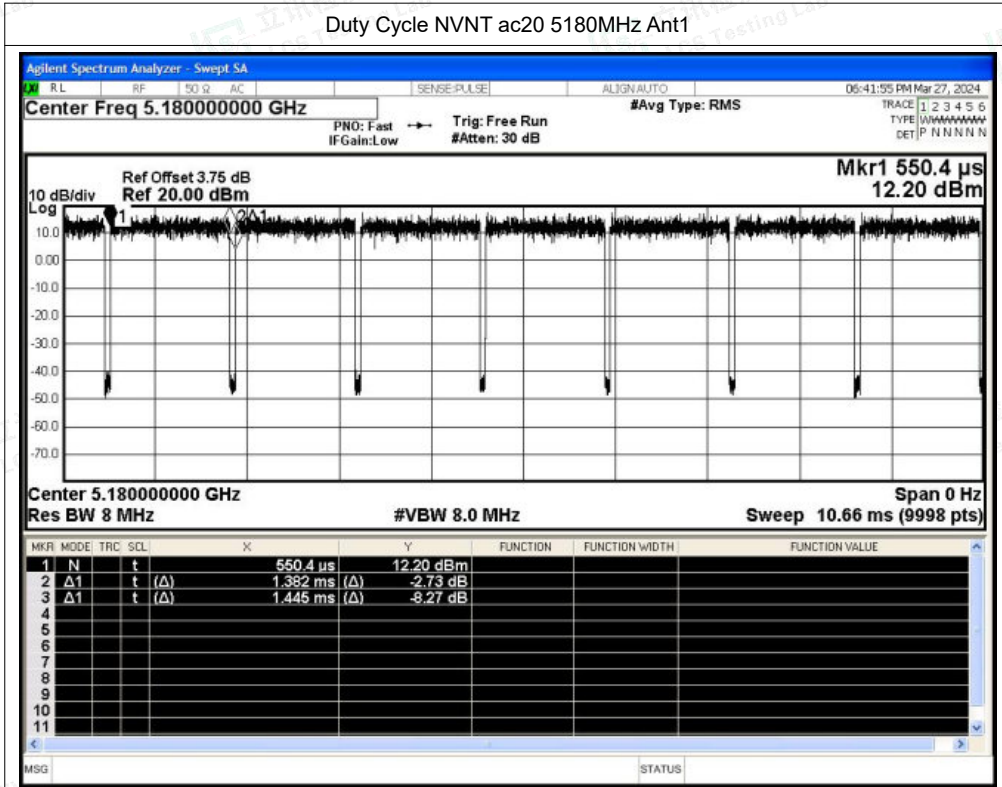 Duty Cycle NVNT ac20 5180MHz Ant1
Agilent Spectrum Analyzer - Swept SA
LXI RL RF 50 Ω AC SENSE:PULSE ALIGNAUTO 06:41:55 PM Mar 27, 2024
Center Freq 5.180000000 GHz #Avg Type: RMS TRACE 1 2 3 4 5 6
PNO: Fast Trig: Free Run TYPE WWWWWW
IFGain:Low #Atten: 30 dB DET P N N N N N
Mkr1 550.4 µs
Ref Offset 3.75 dB
10 dB/div Ref 20.00 dBm 12.20 dBm
Log
1 2Δ1
10.0
0.00
-10.0
-20.0
-30.0
-40.0
-50.0
-60.0
-70.0
Center 5.180000000 GHz Span 0 Hz
Res BW 8 MHz #VBW 8.0 MHz Sweep 10.66 ms (9998 pts)
MKR MODE TRC SCL X Y FUNCTION FUNCTION WIDTH FUNCTION VALUE
1 N t 550.4 µs 12.20 dBm
2 Δ1 t (Δ) 1.382 ms (Δ) -2.73 dB
3 Δ1 t (Δ) 1.445 ms (Δ) -8.27 dB
4
5
6
7
8
9
10
11
MSG STATUS